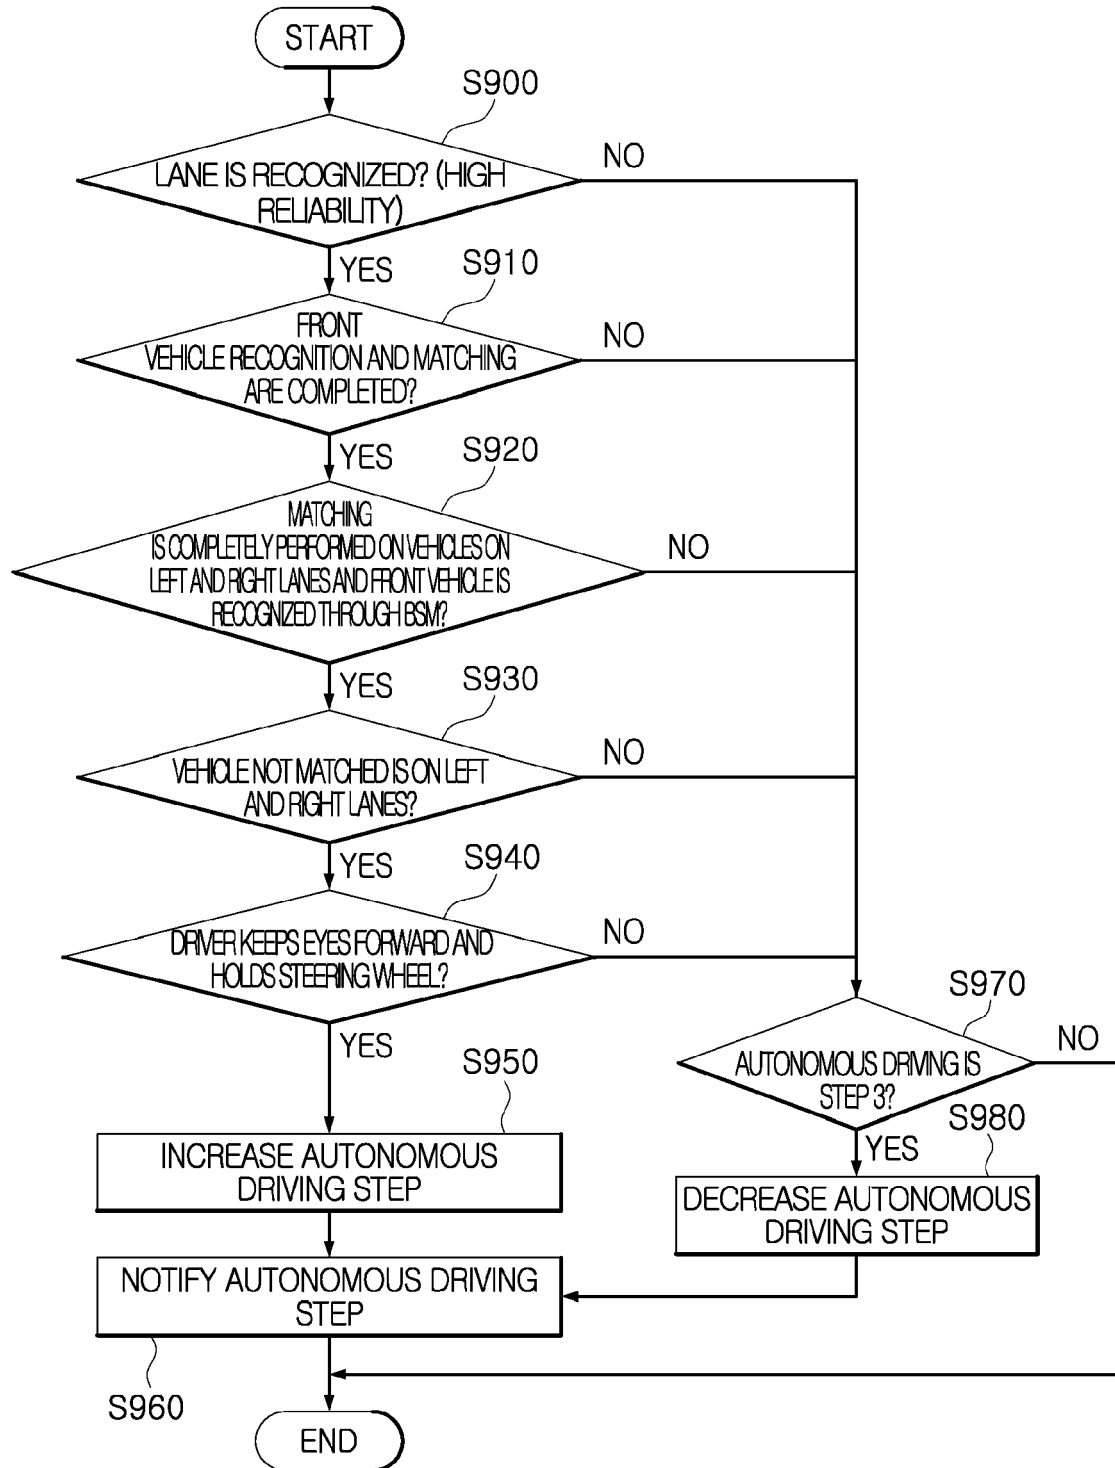 START
S900
LANE IS RECOGNIZED? (HIGH
RELIABILITY)
NO
YES
S910
FRONT
VEHICLE RECOGNITION AND MATCHING
ARE COMPLETED?
NO
YES
S920
MATCHING
IS COMPLETELY PERFORMED ON VEHICLES ON
LEFT AND RIGHT LANES AND FRONT VEHICLE IS
RECOGNIZED THROUGH BSM?
NO
YES
S930
VEHICLE NOT MATCHED IS ON LEFT
AND RIGHT LANES?
NO
YES
S940
DRIVER KEEPS EYES FORWARD AND
HOLDS STEERING WHEEL?
NO
YES
S970
AUTONOMOUS DRIVING IS
STEP 3?
NO
YES
S950
INCREASE AUTONOMOUS
DRIVING STEP
S980
DECREASE AUTONOMOUS
DRIVING STEP
NOTIFY AUTONOMOUS DRIVING
STEP
S960
END